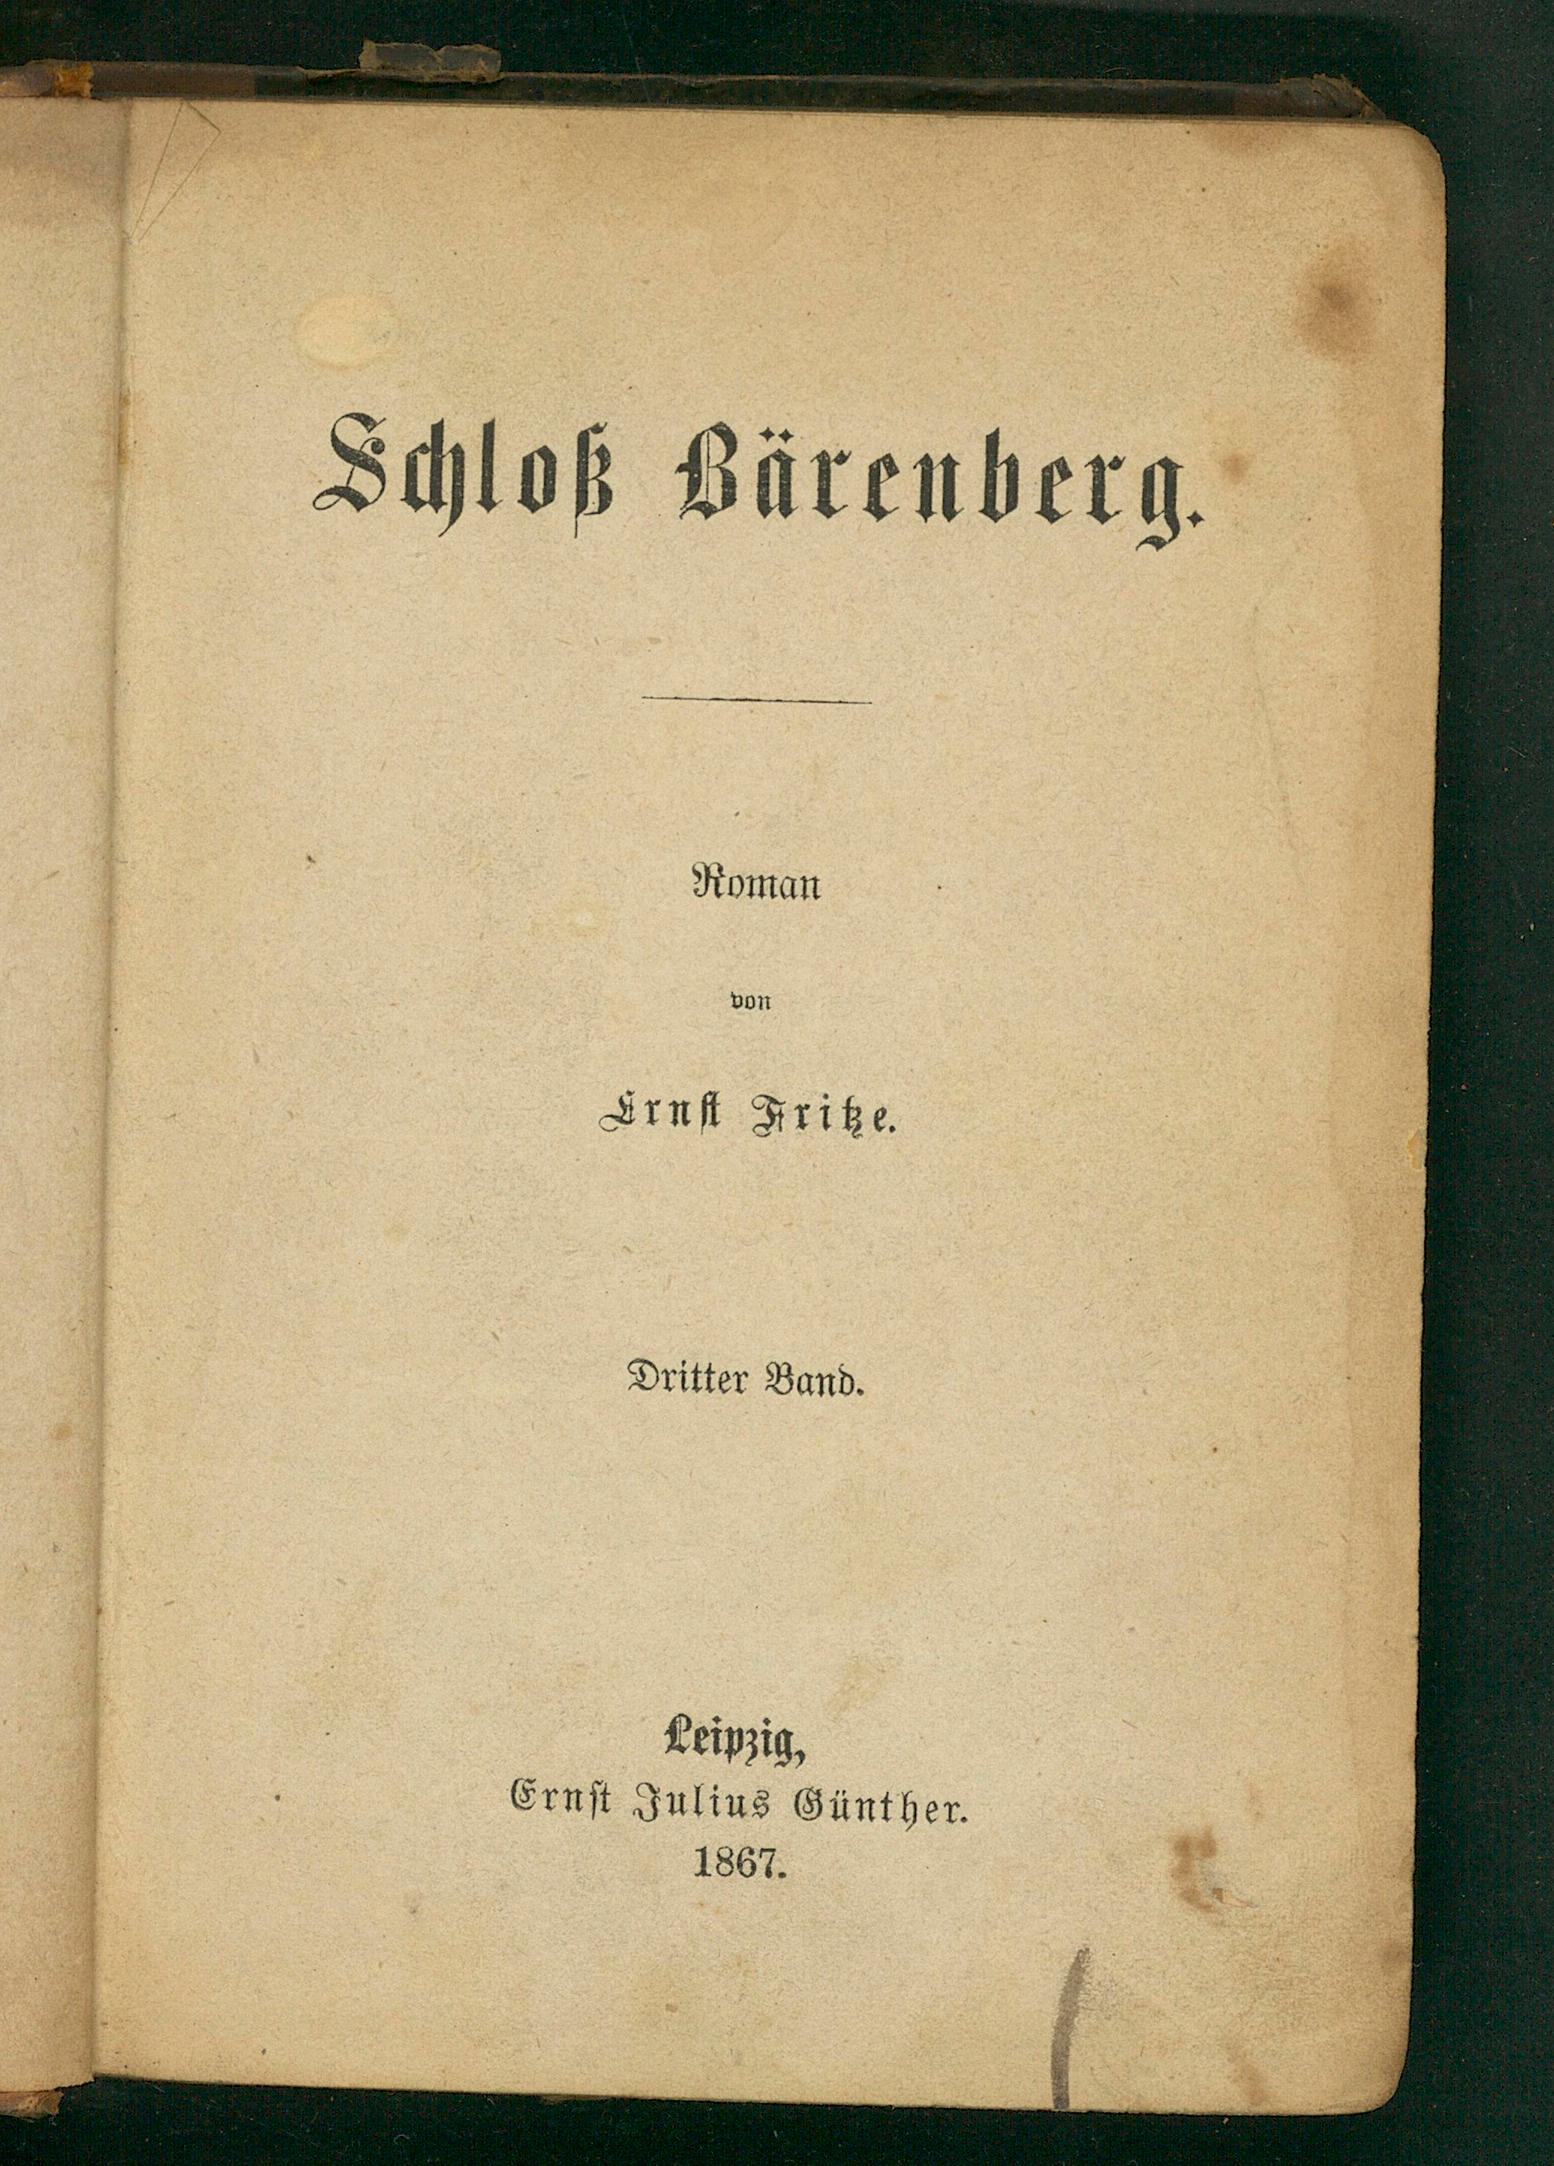 Schloß Bärenberg.
Roman
von
Ernst Fritze.
Dritter Band.
Leipzig,
Ernst Julius Günther.
1867.